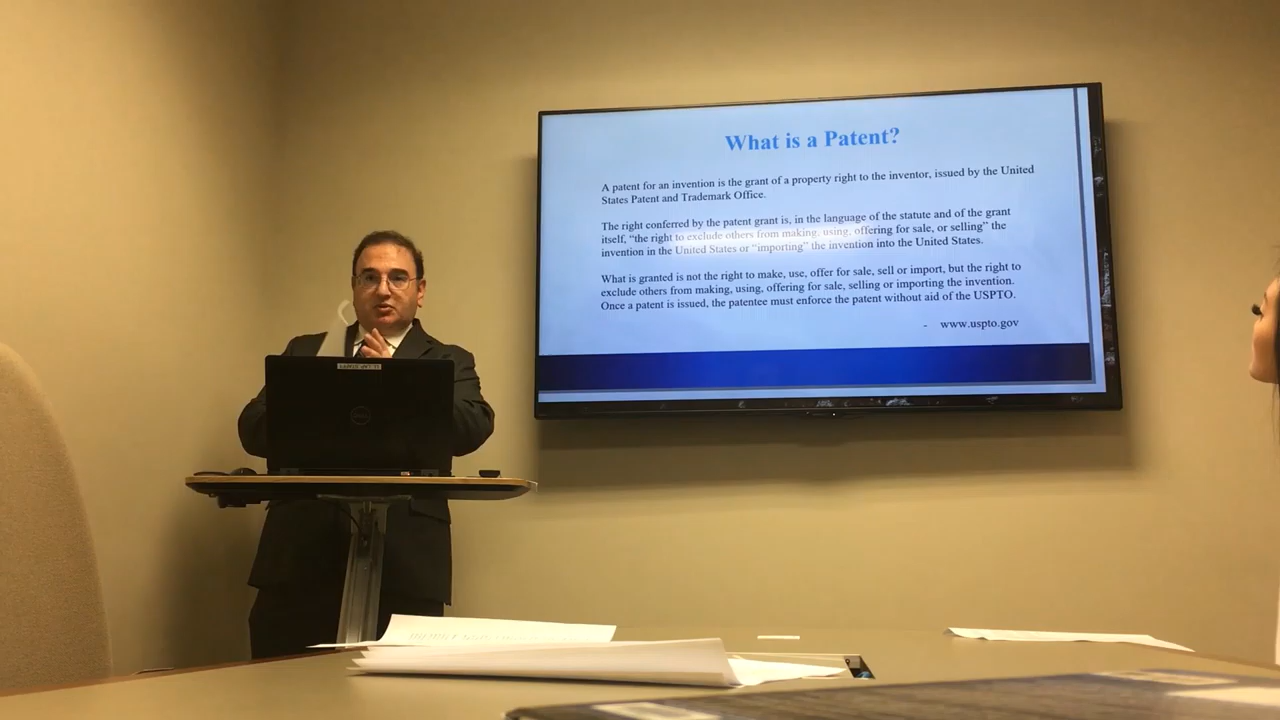 What is a Patent?
A patent for an invention is the grant of a property right to the inventor, issued by the United
States Patent and Trademark Office.
The right conferred by the patent grant is, in the language of the statute and of the grant
itself, “the right to exclude others from making, using, offering for sale, or selling” the
invention in the United States or “importing” the invention into the United States.
What is granted is not the right to make, use, offer for sale, sell or import, but the right to
exclude others from making, using, offering for sale, selling or importing the invention.
Once a patent is issued, the patentee must enforce the patent without aid of the USPTO.
- www.uspto.gov
DELL